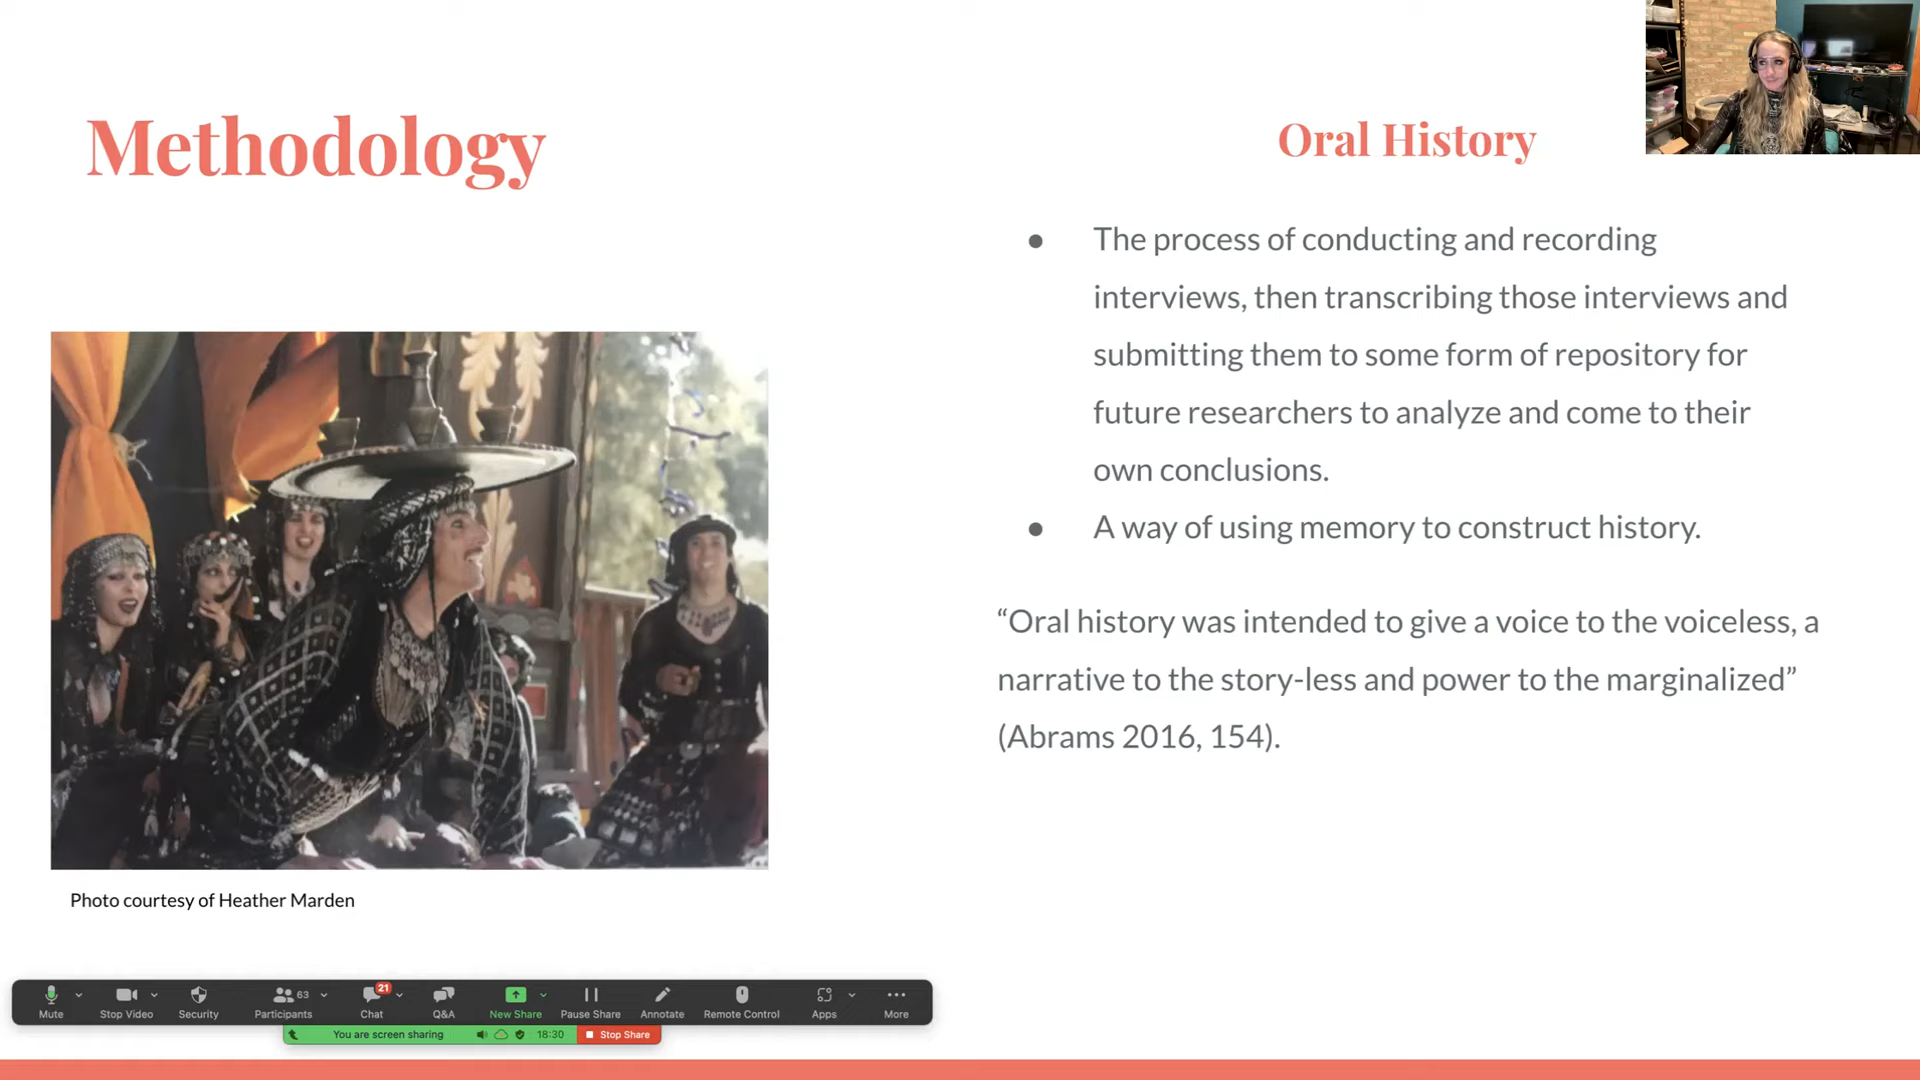 Methodology
Oral History
● The process of conducting and recording
interviews, then transcribing those interviews and
submitting them to some form of repository for
future researchers to analyze and come to their
own conclusions.
● A way of using memory to construct history.
“Oral history was intended to give a voice to the voiceless, a
narrative to the story-less and power to the marginalized”
(Abrams 2016, 154).
Photo courtesy of Heather Marden
63 21
Mute Stop Video Security Participants Chat Q&A New Share Pause Share Annotate Remote Control Apps More
You are screen sharing 18:30 Stop Share